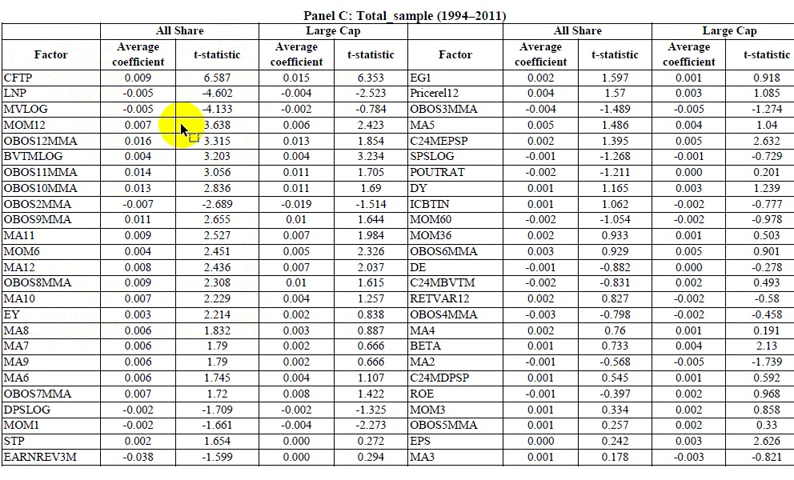 Panel C: Total_sample (1994–2011)
All Share Large Cap All Share Large Cap
Factor Average coefficient t-statistic Average coefficient t-statistic Factor Average coefficient t-statistic Average coefficient t-statistic
CFTP 0.009 6.587 0.015 6.353 EG1 0.002 1.597 0.001 0.918
LNP -0.005 -4.602 -0.004 -2.523 Pricerel12 0.004 1.57 0.003 1.085
MVLOG -0.005 -4.133 -0.002 -0.784 OBOS3MMA -0.004 -1.489 -0.005 -1.274
MOM12 0.007 3.638 0.006 2.423 MA5 0.005 1.486 0.004 1.04
OBOS12MMA 0.016 3.315 0.013 1.854 C24MEPSP 0.002 1.395 0.005 2.632
BVTMLOG 0.004 3.203 0.004 3.234 SPSLOG -0.001 -1.268 -0.001 -0.729
OBOS11MMA 0.014 3.056 0.011 1.705 POUTRAT -0.002 -1.211 0.000 0.201
OBOS10MMA 0.013 2.836 0.011 1.69 DY 0.001 1.165 0.003 1.239
OBOS2MMA -0.007 -2.689 -0.019 -1.514 ICBTIN 0.001 1.062 -0.002 -0.777
OBOS9MMA 0.011 2.655 0.01 1.644 MOM60 -0.002 -1.054 -0.002 -0.978
MA11 0.009 2.527 0.007 1.984 MOM36 0.002 0.933 0.001 0.503
MOM6 0.004 2.451 0.005 2.326 OBOS6MMA 0.003 0.929 0.005 0.901
MA12 0.008 2.436 0.007 2.037 DE -0.001 -0.882 0.000 -0.278
OBOS8MMA 0.009 2.308 0.01 1.615 C24MBVTM -0.002 -0.831 0.002 0.493
MA10 0.007 2.229 0.004 1.257 RETVAR12 0.002 0.827 -0.002 -0.58
EY 0.003 2.214 0.002 0.838 OBOS4MMA -0.003 -0.798 -0.002 -0.458
MA8 0.006 1.832 0.003 0.887 MA4 0.002 0.76 0.001 0.191
MA7 0.006 1.79 0.002 0.666 BETA 0.001 0.733 0.004 2.13
MA9 0.006 1.79 0.002 0.666 MA2 -0.001 -0.568 -0.005 -1.739
MA6 0.006 1.745 0.004 1.107 C24MDPSP 0.001 0.545 0.001 0.592
OBOS7MMA 0.007 1.72 0.008 1.422 ROE -0.001 -0.397 0.002 0.968
DPSLOG -0.002 -1.709 -0.002 -1.325 MOM3 0.001 0.334 0.002 0.858
MOM1 -0.002 -1.661 -0.004 -2.273 OBOS5MMA 0.001 0.257 0.002 0.33
STP 0.002 1.654 0.000 0.272 EPS 0.000 0.242 0.003 2.626
EARNREV3M -0.038 -1.599 0.000 0.294 MA3 0.001 0.178 -0.003 -0.821